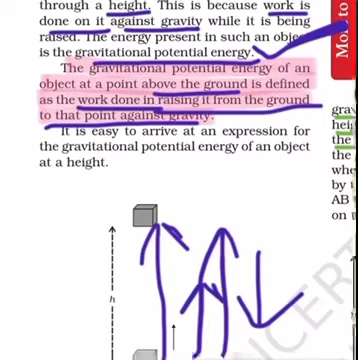 through a height. This is because work is
done on it against gravity while it is being
raised. The energy present in such an objec
is the gravitational potential energy.
The gravitational potential energy of an
object at a point above the ground is defined
as the work done in raising it from the ground
to that point against gravity.
It is easy to arrive at an expression for
the gravitational potential energy of an object
at a height.
h
More to
grav
heig
the
the
whe
by i
AB
on
NCERT